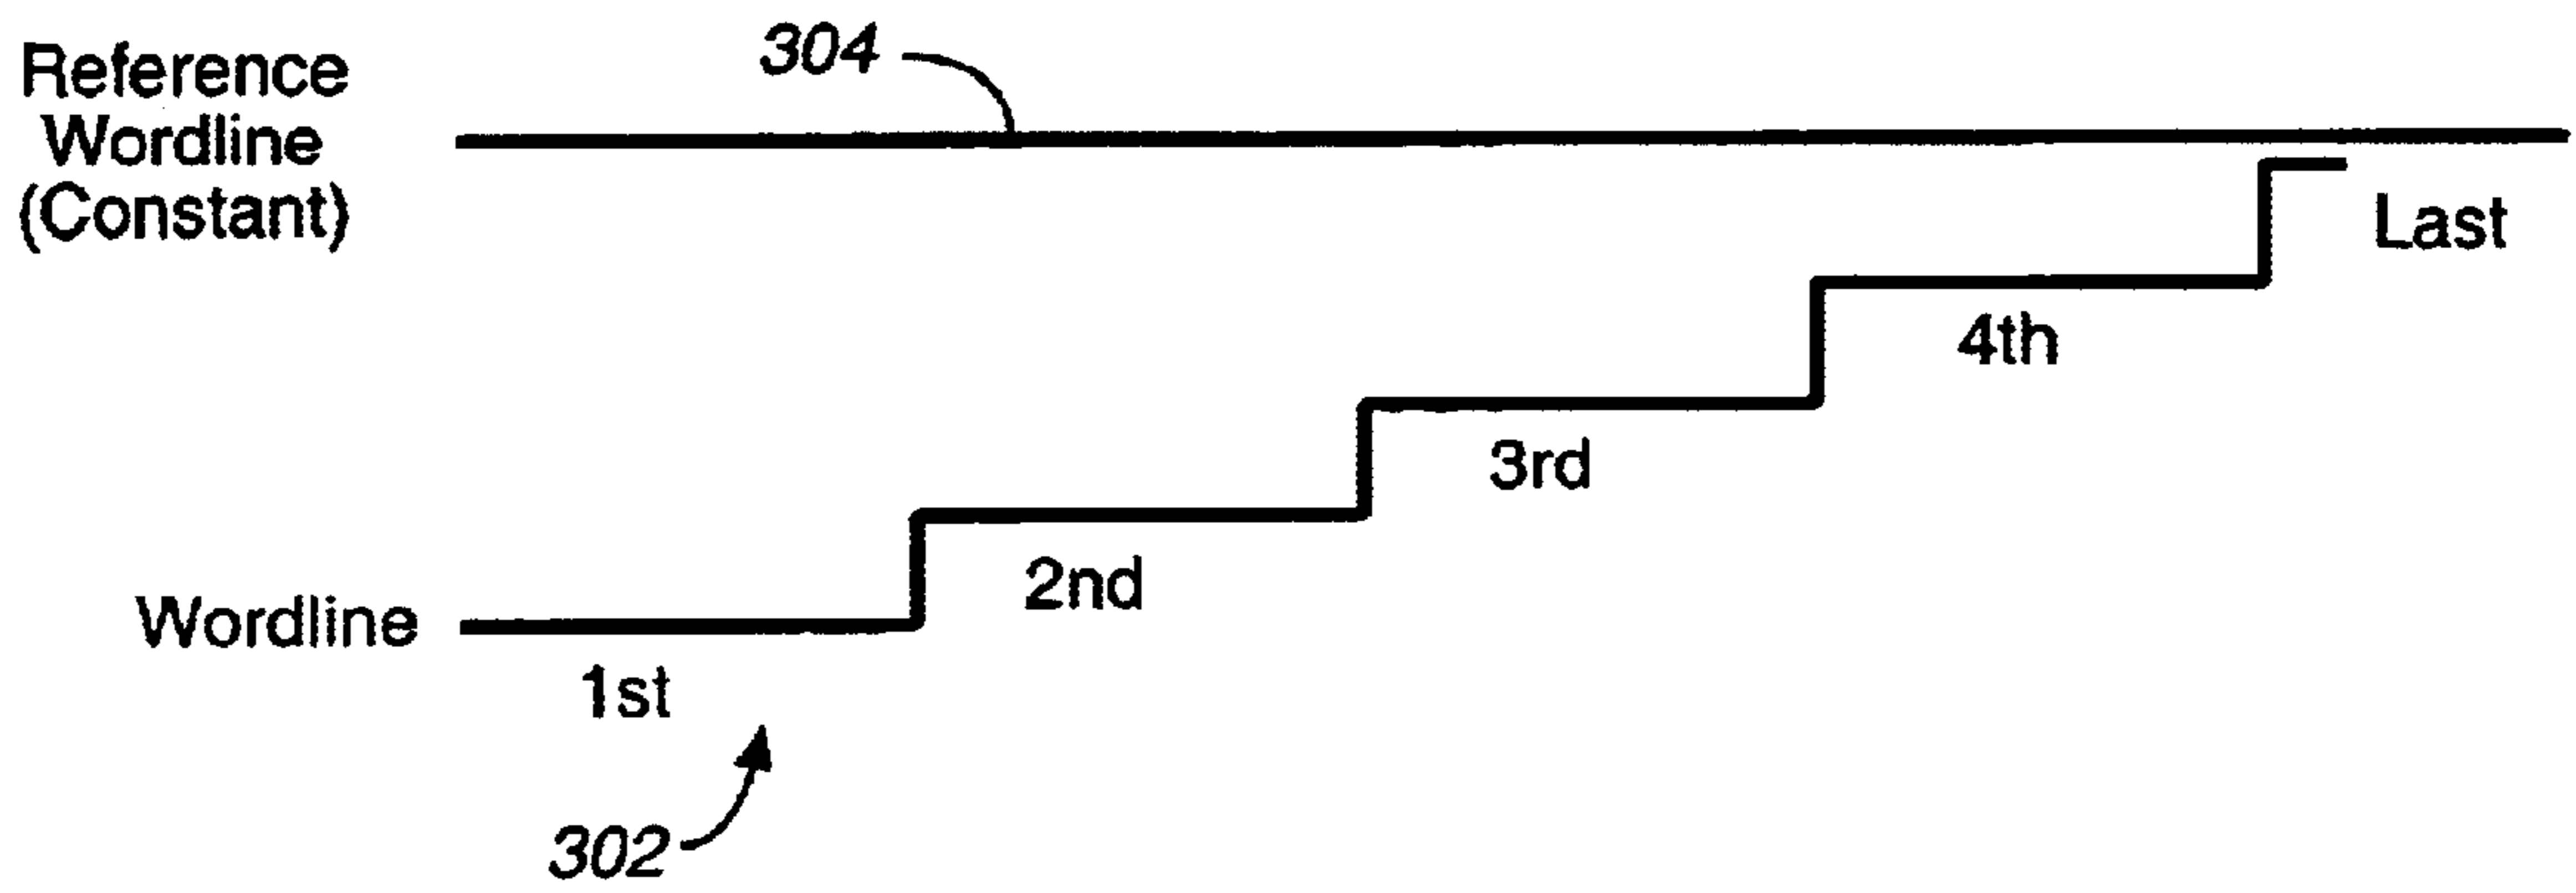 304
Reference
Wordline
(Constant)
Last
4th
3rd
2nd
Wordline
1st
302